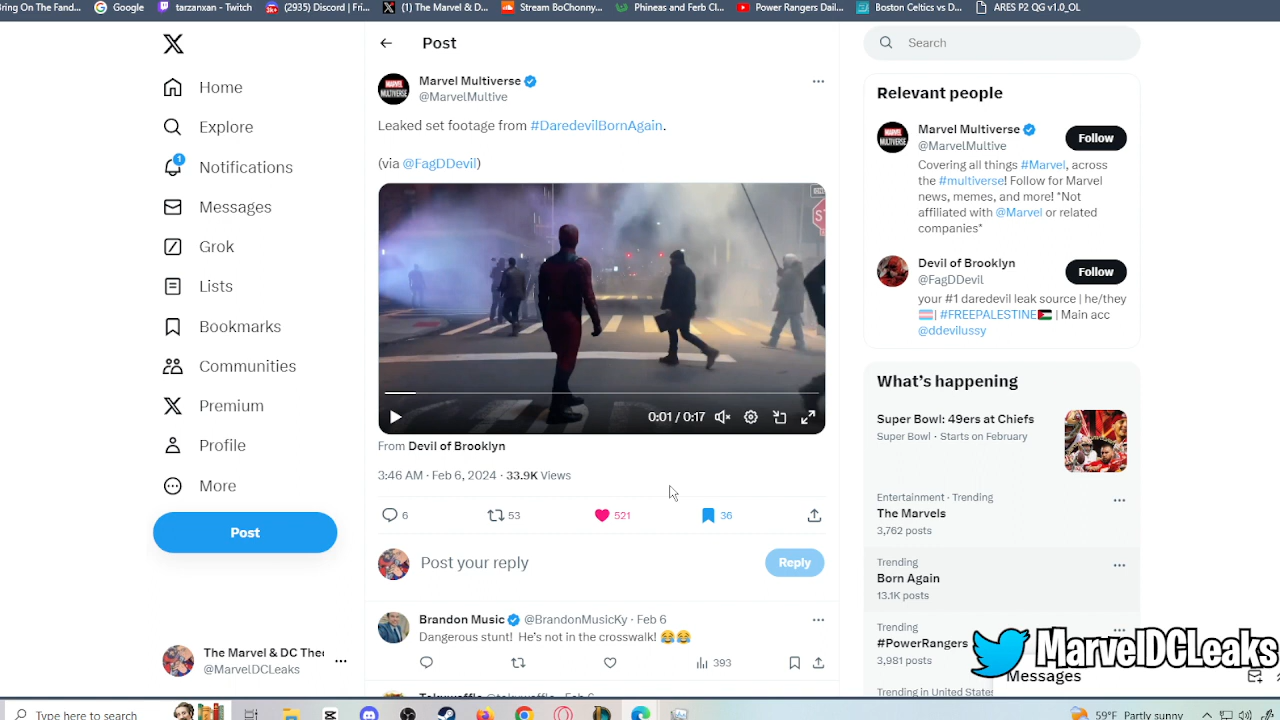 Bring On The Fand...
Google
tarzanxan - Twitch
(2935) Discord | Fri...
(1) The Marvel & D...
Stream BoChonny...
Phineas and Ferb Cl...
Power Rangers Dail...
Boston Celtics vs D...
ARES P2 QG v1.0_OL
Home
Explore
1
Notifications
Messages
Grok
Lists
Bookmarks
Communities
Premium
Profile
More
Post
The Marvel & DC Theo
@MarvelDCLeaks
Post
Marvel Multiverse
@MarvelMultive
Leaked set footage from #DaredevilBornAgain.
(via @FagDDevil)
0:01 / 0:17
From Devil of Brooklyn
3:46 AM · Feb 6, 2024 · 33.9K Views
6
53
521
36
Post your reply
Reply
Brandon Music @BrandonMusicKy · Feb 6
Dangerous stunt! He's not in the crosswalk! 😂😂
393
Search
Relevant people
Marvel Multiverse
@MarvelMultive
Follow
Covering all things #Marvel, across
the #multiverse! Follow for Marvel
news, memes, and more! *Not
affiliated with @Marvel or related
companies*
Devil of Brooklyn
@FagDDevil
Follow
your #1 daredevil leak source | he/they
🏳️‍⚧️| #FREEPALESTINE🇵🇸 | Main acc
@ddevilussy
What's happening
Super Bowl: 49ers at Chiefs
Super Bowl · Starts on February
Entertainment · Trending
The Marvels
3,762 posts
Trending
Born Again
13.1K posts
Trending
#PowerRangers
3,981 posts
MarvelDCLeaks
Messages
Trending in United States
Type here to search
59°F Partly sunny